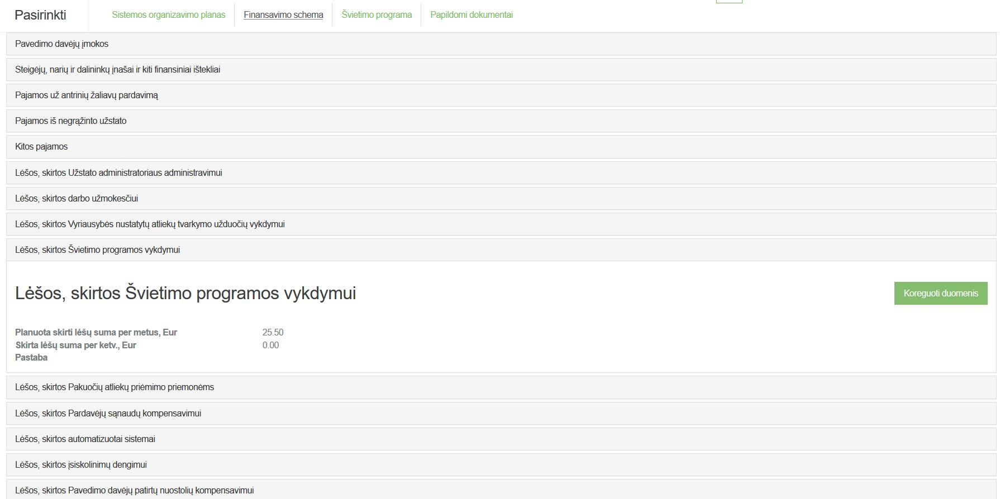 Pasirinkti
Sistemos organizavimo planas
Finansavimo schema
Švietimo programa
Papildomi dokumentai
Pavedimo davėjų įmokos
Steigėjų, narių ir dalininkų įnašai ir kiti finansiniai ištekliai
Pajamos už antrinių žaliavų pardavimą
Pajamos iš negrąžinto užstato
Kitos pajamos
Lėšos, skirtos Užstato administratoriaus administravimui
Lėšos, skirtos darbo užmokesčiui
Lėšos, skirtos Vyriausybės nustatytų atliekų tvarkymo užduočių vykdymui
Lėšos, skirtos Švietimo programos vykdymui
Lėšos, skirtos Švietimo programos vykdymui
Koreguoti duomenis
Planuota skirti lėšų suma per metus, Eur 25.50
Skirta lėšų suma per ketv., Eur 0.00
Pastaba
Lėšos, skirtos Pakuočių atliekų priėmimo priemonėms
Lėšos, skirtos Pardavėjų sąnaudų kompensavimui
Lėšos, skirtos automatizuotai sistemai
Lėšos, skirtos įsiskolinimų dengimui
Lėšos, skirtos Pavedimo davėjų patirtų nuostolių kompensavimui